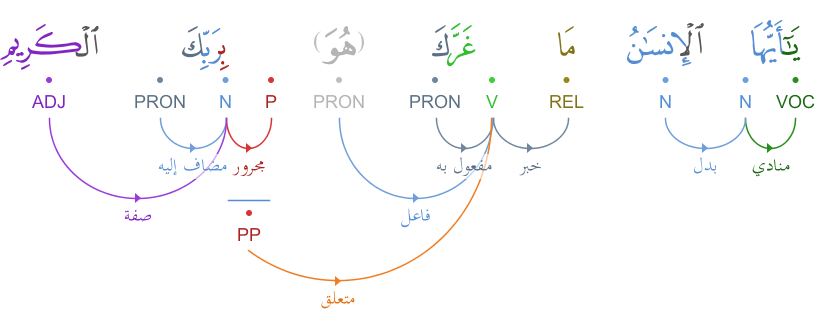 يَـٰٓأَيُّهَا ٱلْإِنسَـٰنُ مَا غَرَّكَ (هُوَ) بِرَبِّكَ ٱلْكَرِيمِ
VOC N N REL V PRON PRON P N PRON ADJ
منادي بدل خبر مفعول به مجرور مضاف إليه
فاعل صفة
PP
متعلق